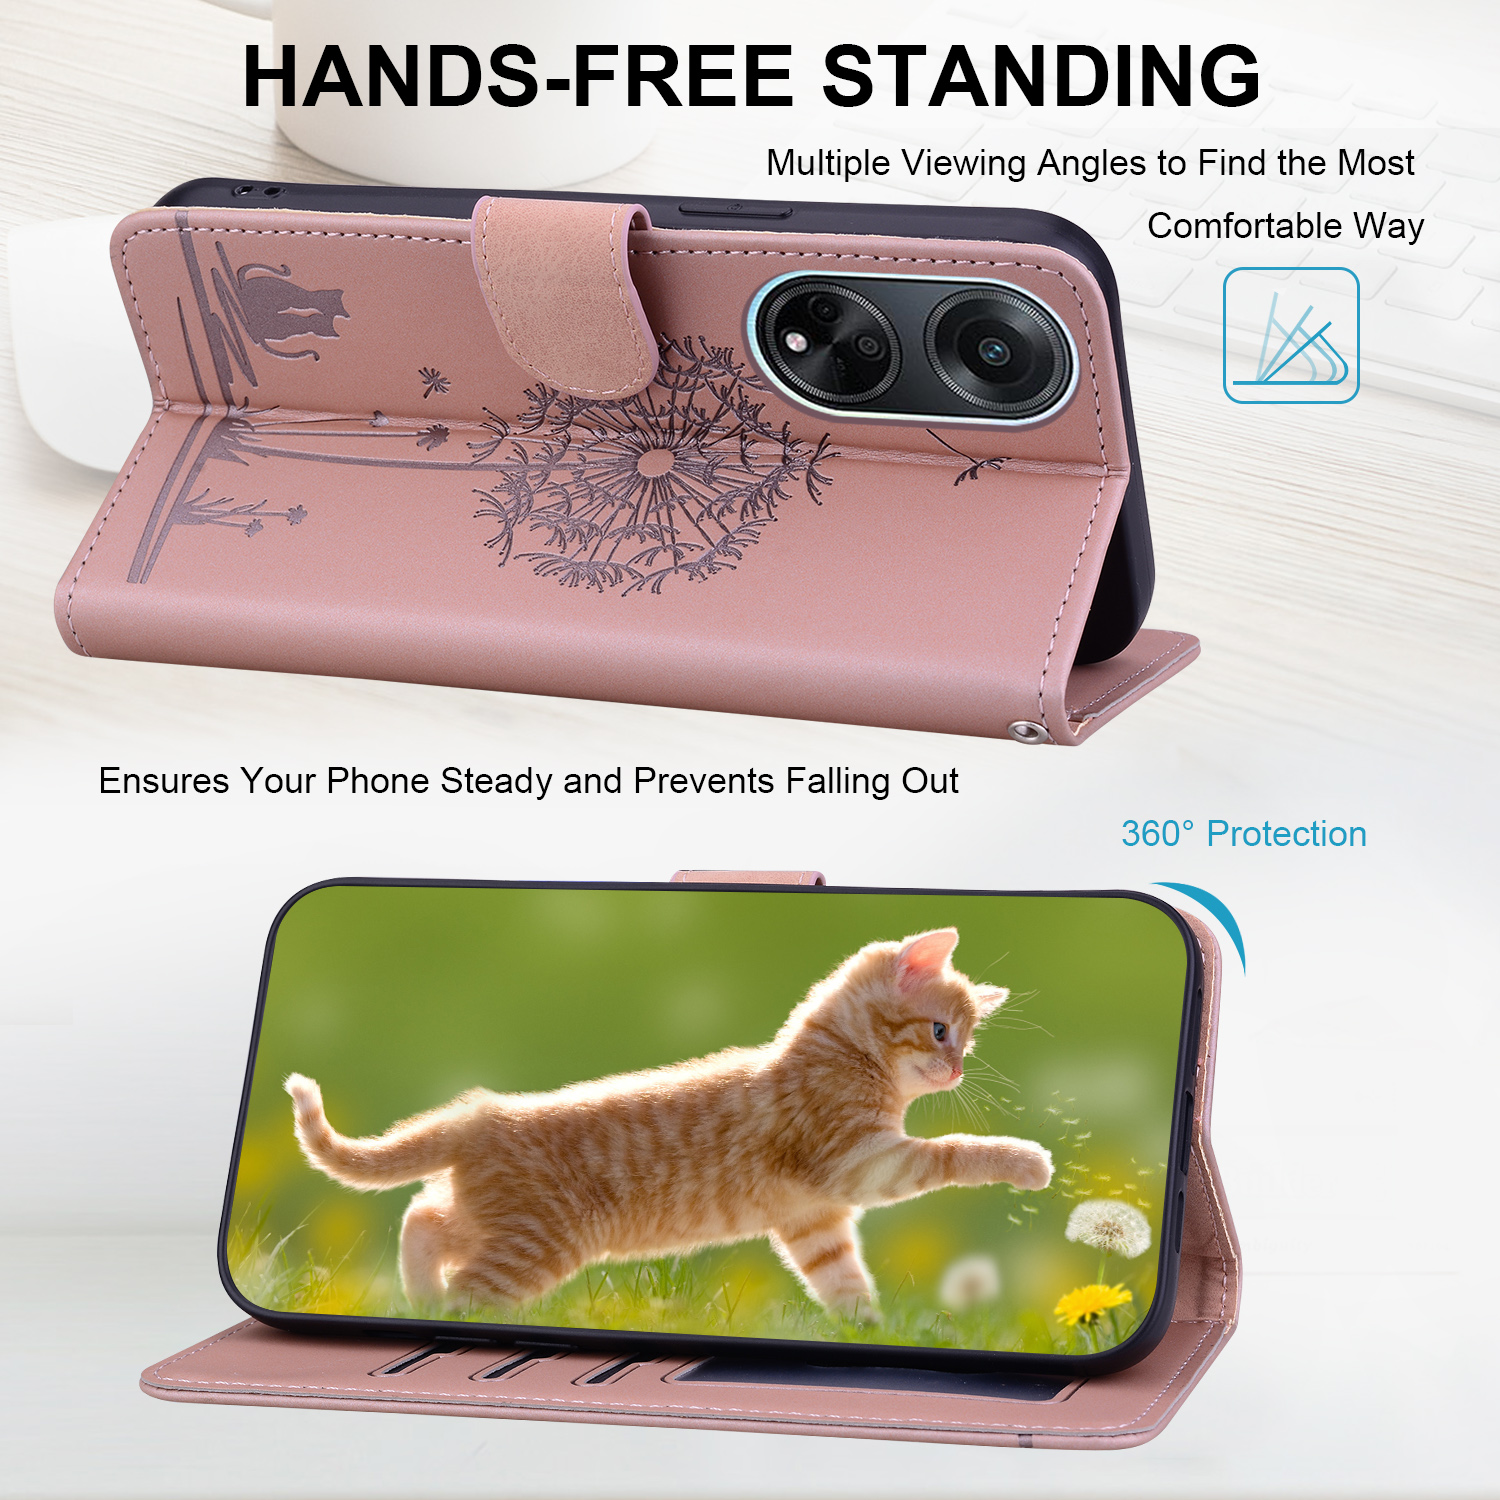 HANDS-FREE STANDING
Multiple Viewing Angles to Find the Most
Comfortable Way
Ensures Your Phone Steady and Prevents Falling Out
360° Protection